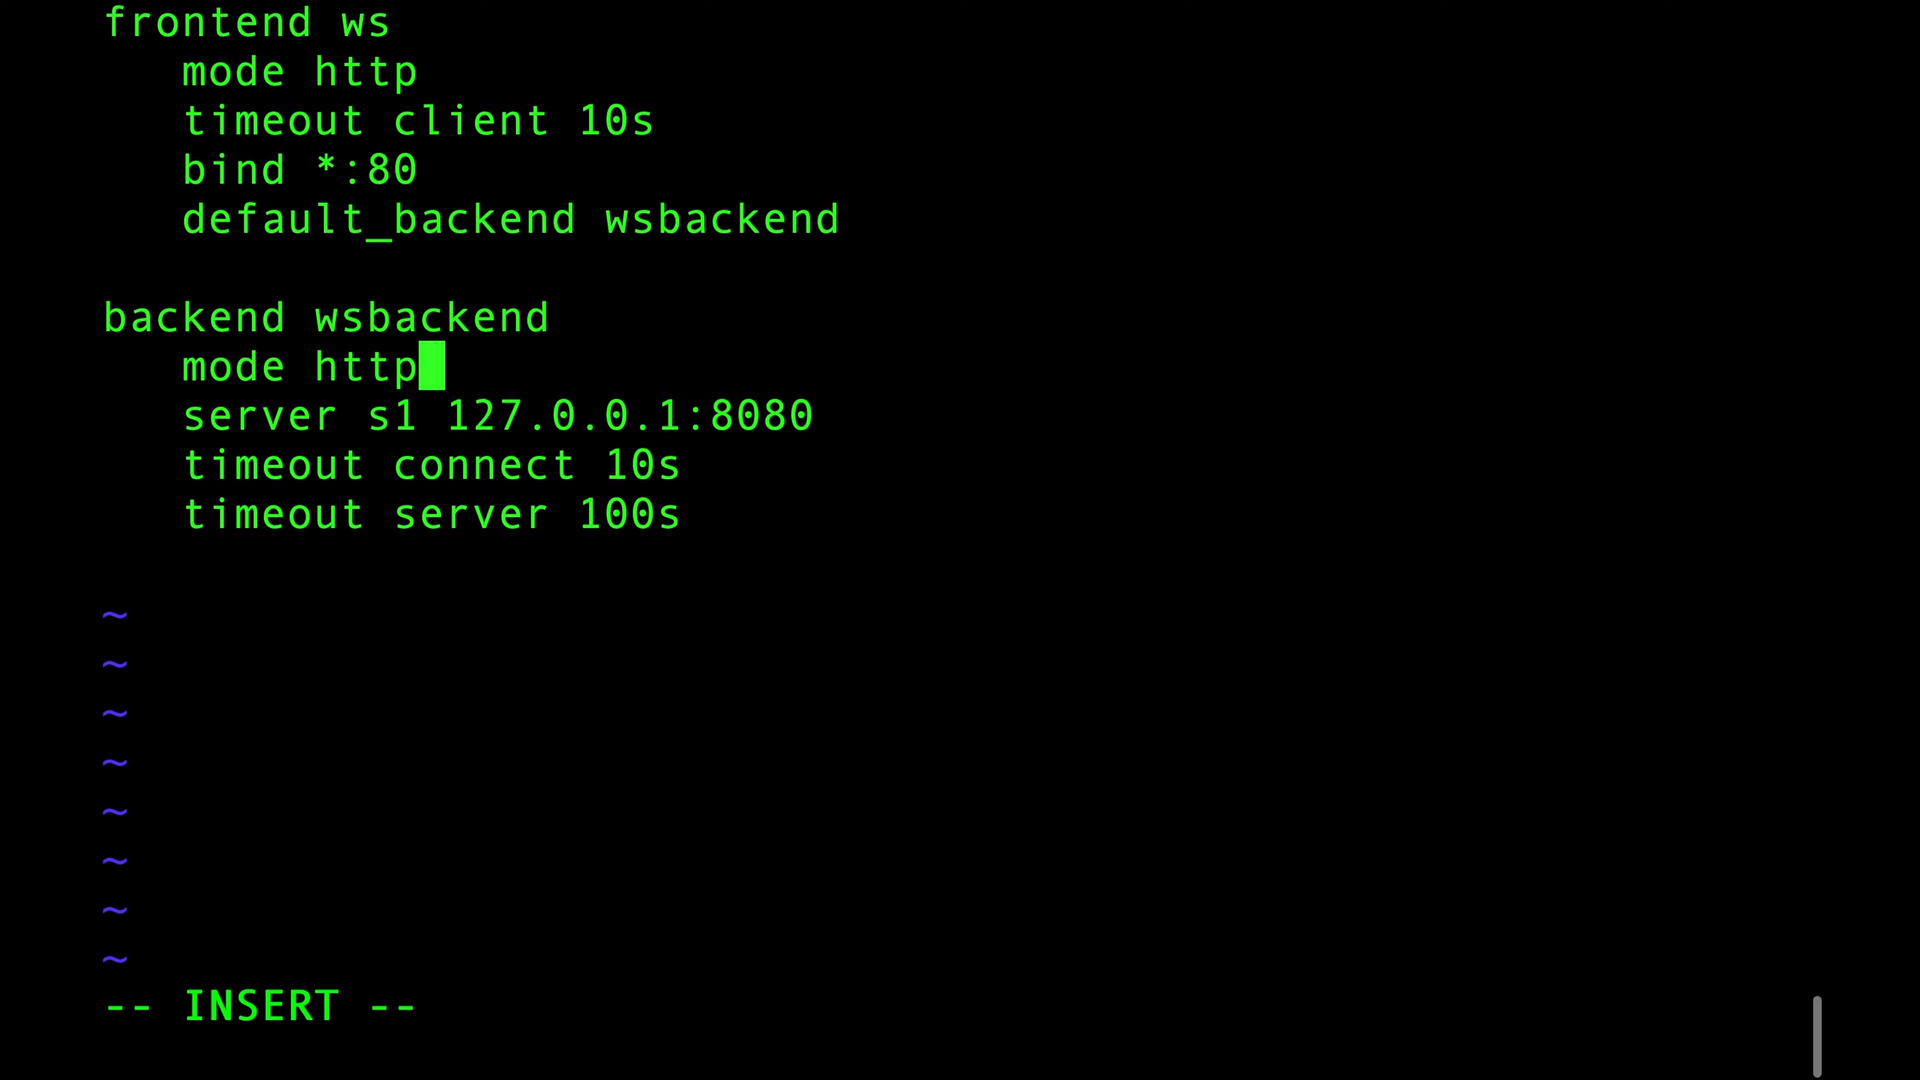 frontend ws
mode http
timeout client 10s
bind *:80
default_backend wsbackend
backend wsbackend
mode http
server s1 127.0.0.1:8080
timeout connect 10s
timeout server 100s
~
~
~
~
~
~
~
~
-- INSERT --